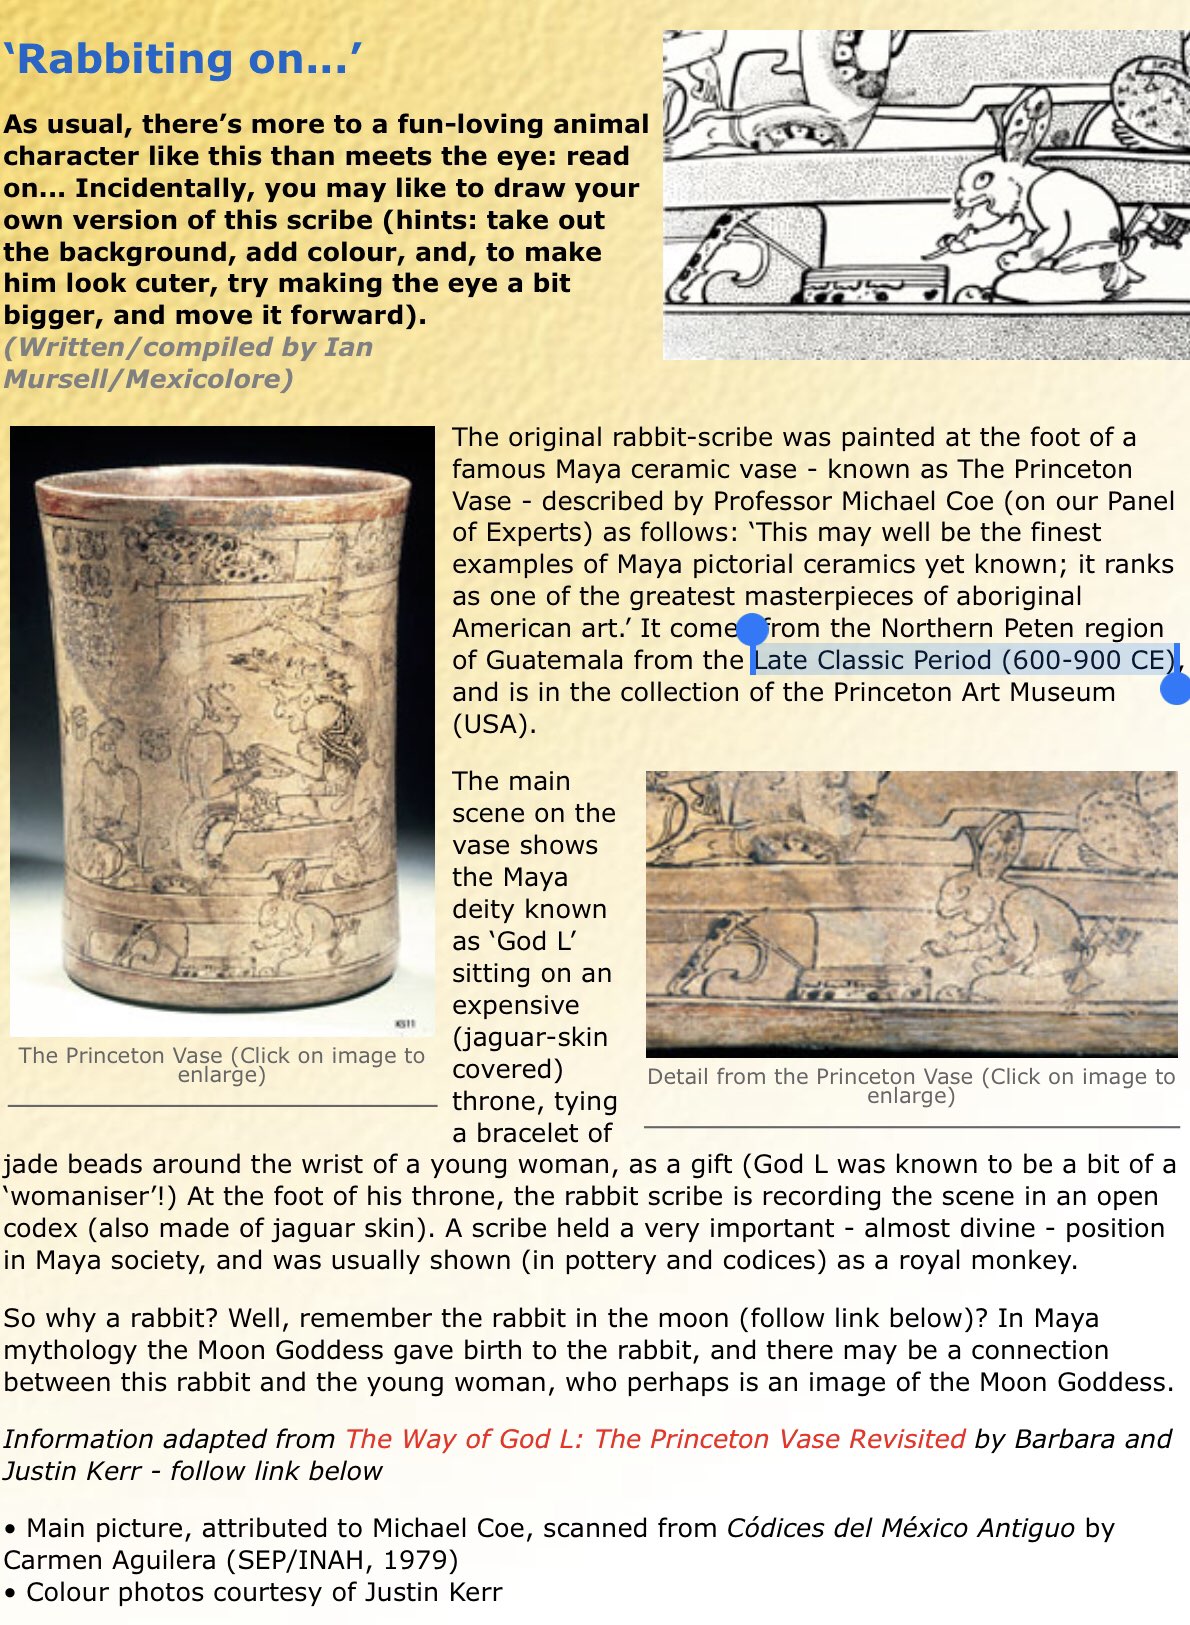 ‘Rabbiting on...’
As usual, there’s more to a fun-loving animal
character like this than meets the eye: read
on... Incidentally, you may like to draw your
own version of this scribe (hints: take out
the background, add colour, and, to make
him look cuter, try making the eye a bit
bigger, and move it forward).
(Written/compiled by Ian
Mursell/Mexicolore)
The original rabbit-scribe was painted at the foot of a
famous Maya ceramic vase - known as The Princeton
Vase - described by Professor Michael Coe (on our Panel
of Experts) as follows: ‘This may well be the finest
examples of Maya pictorial ceramics yet known; it ranks
as one of the greatest masterpieces of aboriginal
American art.’ It comes from the Northern Peten region
of Guatemala from the Late Classic Period (600-900 CE),
and is in the collection of the Princeton Art Museum
(USA).
K511
The Princeton Vase (Click on image to
enlarge)
The main
scene on the
vase shows
the Maya
deity known
as ‘God L’
sitting on an
expensive
(jaguar-skin
covered)
throne, tying
a bracelet of
Detail from the Princeton Vase (Click on image to
enlarge)
jade beads around the wrist of a young woman, as a gift (God L was known to be a bit of a
‘womaniser’!) At the foot of his throne, the rabbit scribe is recording the scene in an open
codex (also made of jaguar skin). A scribe held a very important - almost divine - position
in Maya society, and was usually shown (in pottery and codices) as a royal monkey.
So why a rabbit? Well, remember the rabbit in the moon (follow link below)? In Maya
mythology the Moon Goddess gave birth to the rabbit, and there may be a connection
between this rabbit and the young woman, who perhaps is an image of the Moon Goddess.
Information adapted from The Way of God L: The Princeton Vase Revisited by Barbara and
Justin Kerr - follow link below
• Main picture, attributed to Michael Coe, scanned from Códices del México Antiguo by
Carmen Aguilera (SEP/INAH, 1979)
• Colour photos courtesy of Justin Kerr